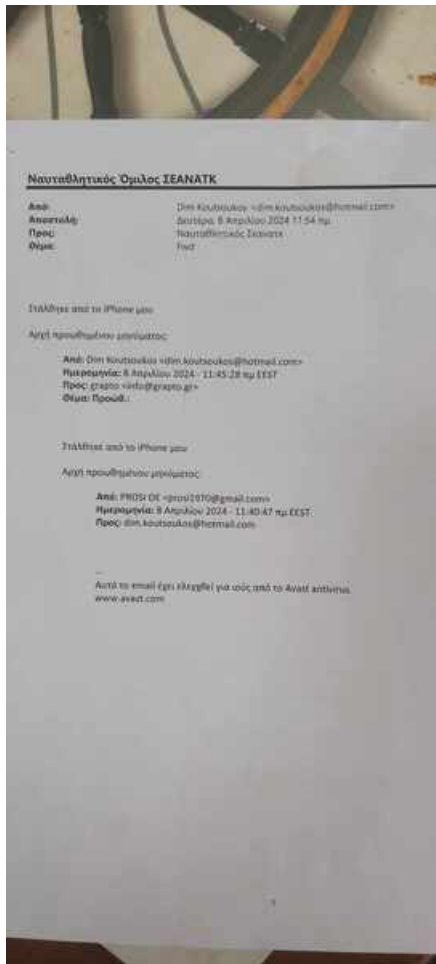 Ναυταθλητικός Όμιλος ΣΕΑΝΑΤΚ
Από: Dim Koutsoukos <dim.koutsoukos@hotmail.com>
Αποστολή: Δευτέρα, 8 Απριλίου 2024 11:54 πμ
Προς: Ναυταθλητικός Σεανατκ
Θέμα: Fwd
Στάλθηκε από το iPhone μου
Αρχή προωθημένου μηνύματος:
Από: Dim Koutsoukos <dim.koutsoukos@hotmail.com>
Ημερομηνία: 8 Απριλίου 2024 - 11:45:28 πμ EEST
Προς: grapto <info@grapto.gr>
Θέμα: Προώθ.:
Στάλθηκε από το iPhone μου
Αρχή προωθημένου μηνύματος:
Από: PROSI OE <prosi1970@gmail.com>
Ημερομηνία: 8 Απριλίου 2024 - 11:40:47 πμ EEST
Προς: dim.koutsoukos@hotmail.com
--
Αυτό το email έχει ελεγχθεί για ιούς από το Avast antivirus.
www.avast.com